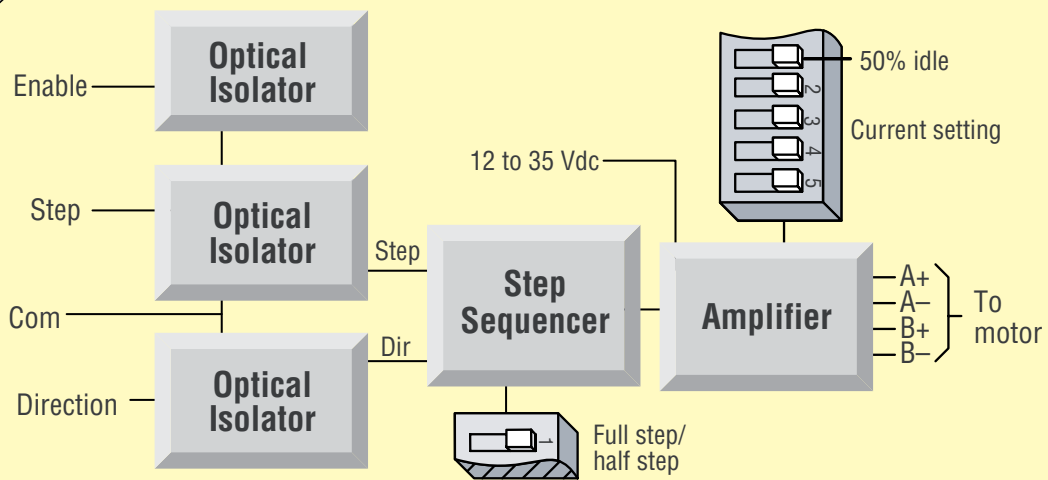 Enable
Optical
Isolator
Step
Optical
Isolator
Com
Direction
Optical
Isolator
Step
Dir
Step
Sequencer
1
Full step/
half step
12 to 35 Vdc
50% idle
2
3
4
5
Current setting
Amplifier
A+
A–
B+
B–
To
motor